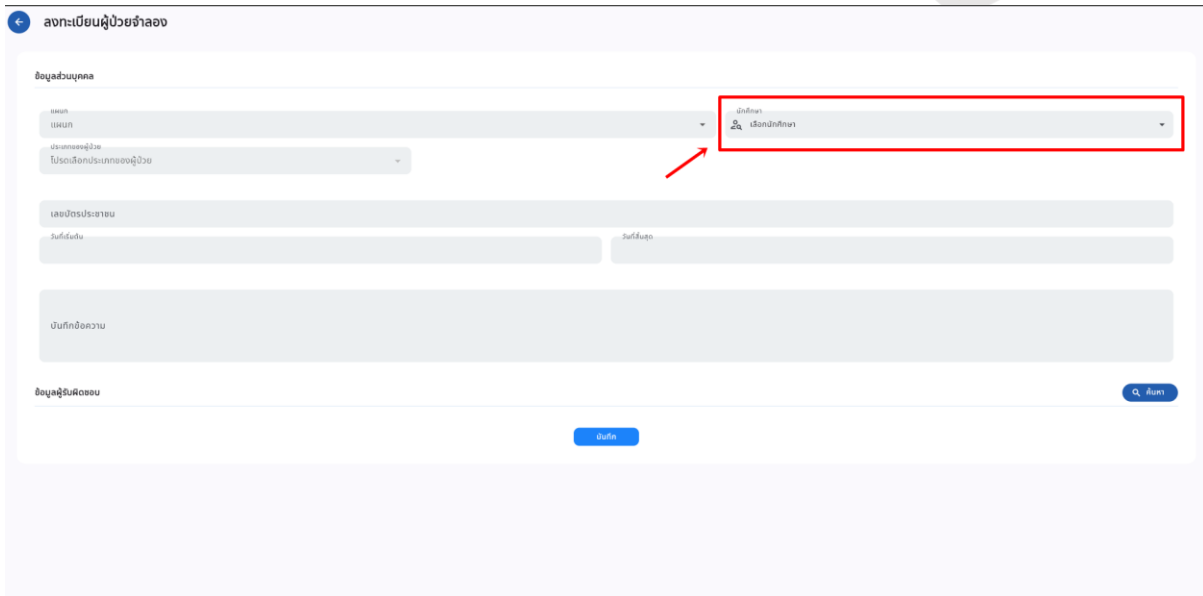 ลงทะเบียนผู้ป่วยจำลอง
ข้อมูลส่วนบุคคล
แผนก
แผนก
นักศึกษา
เลือกนักศึกษา
ประเภทของผู้ป่วย
โปรดเลือกประเภทของผู้ป่วย
เลขบัตรประชาชน
วันที่เริ่มต้น
วันที่สิ้นสุด
บันทึกข้อความ
ข้อมูลผู้รับผิดชอบ
ค้นหา
บันทึก